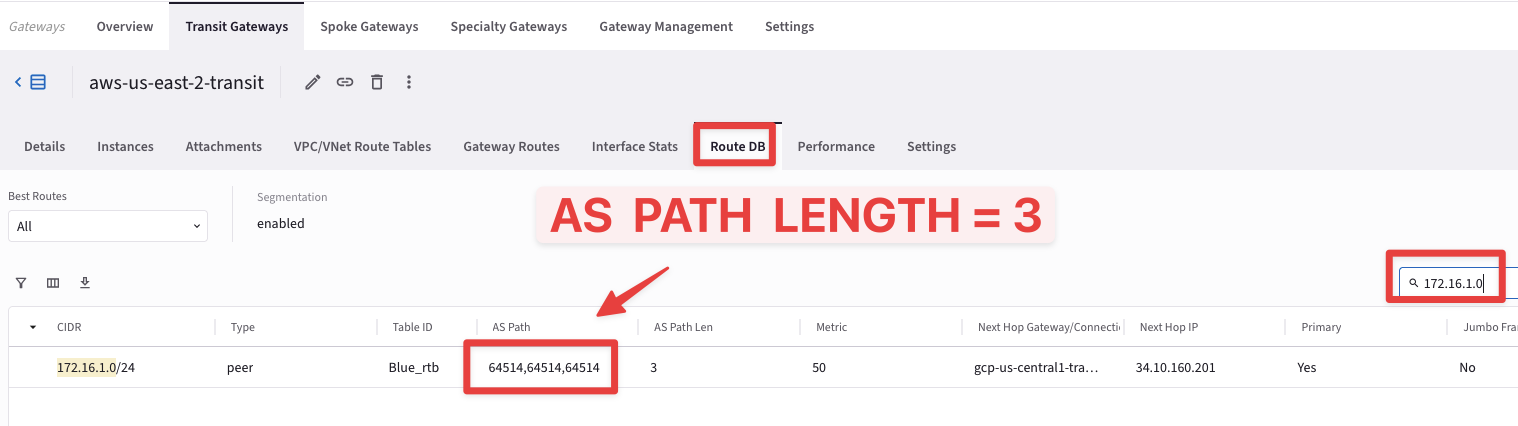 Gateways Overview Transit Gateways Spoke Gateways Specialty Gateways Gateway Management Settings
aws-us-east-2-transit
Details Instances Attachments VPC/VNet Route Tables Gateway Routes Interface Stats Route DB Performance Settings
Best Routes Segmentation
All enabled
AS PATH LENGTH = 3
172.16.1.0
CIDR Type Table ID AS Path AS Path Len Metric Next Hop Gateway/Connecti Next Hop IP Primary Jumbo Fra
172.16.1.0/24 peer Blue_rtb 64514,64514,64514 3 50 gcp-us-central1-tra... 34.10.160.201 Yes No